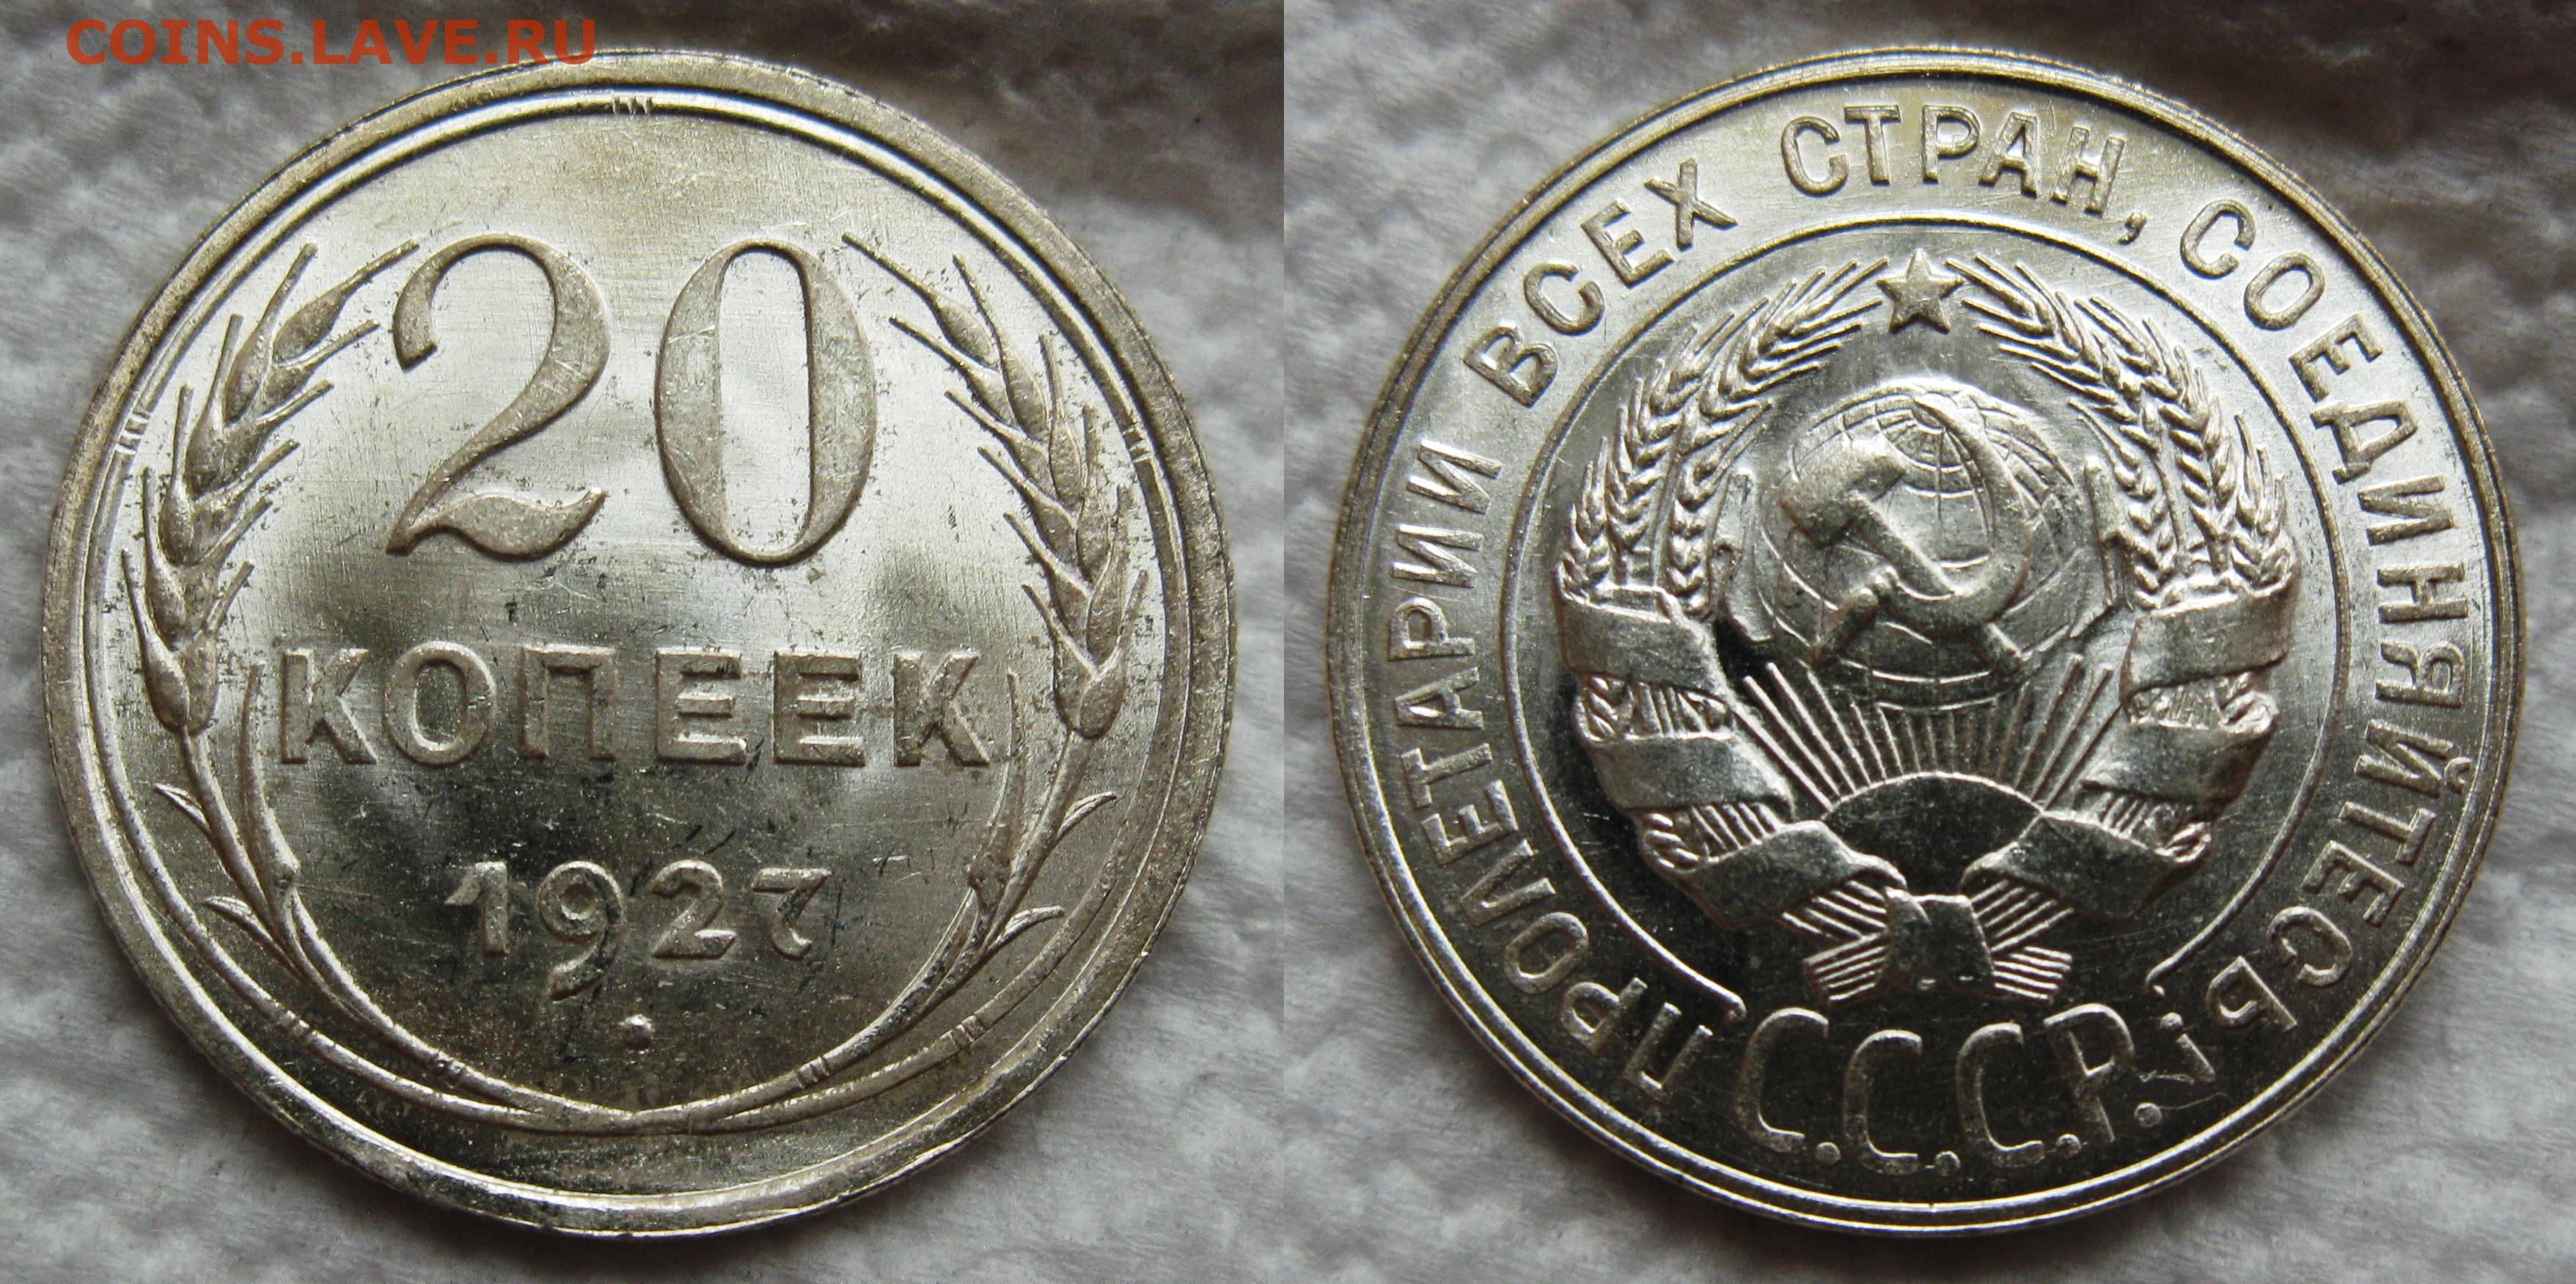 COINS.LAVE.RU
20
КОПЕЕК
1927
ПРОЛЕТАРИИ ВСЕХ СТРАН, СОЕДИНЯЙТЕСЬ!
С.С.С.Р.